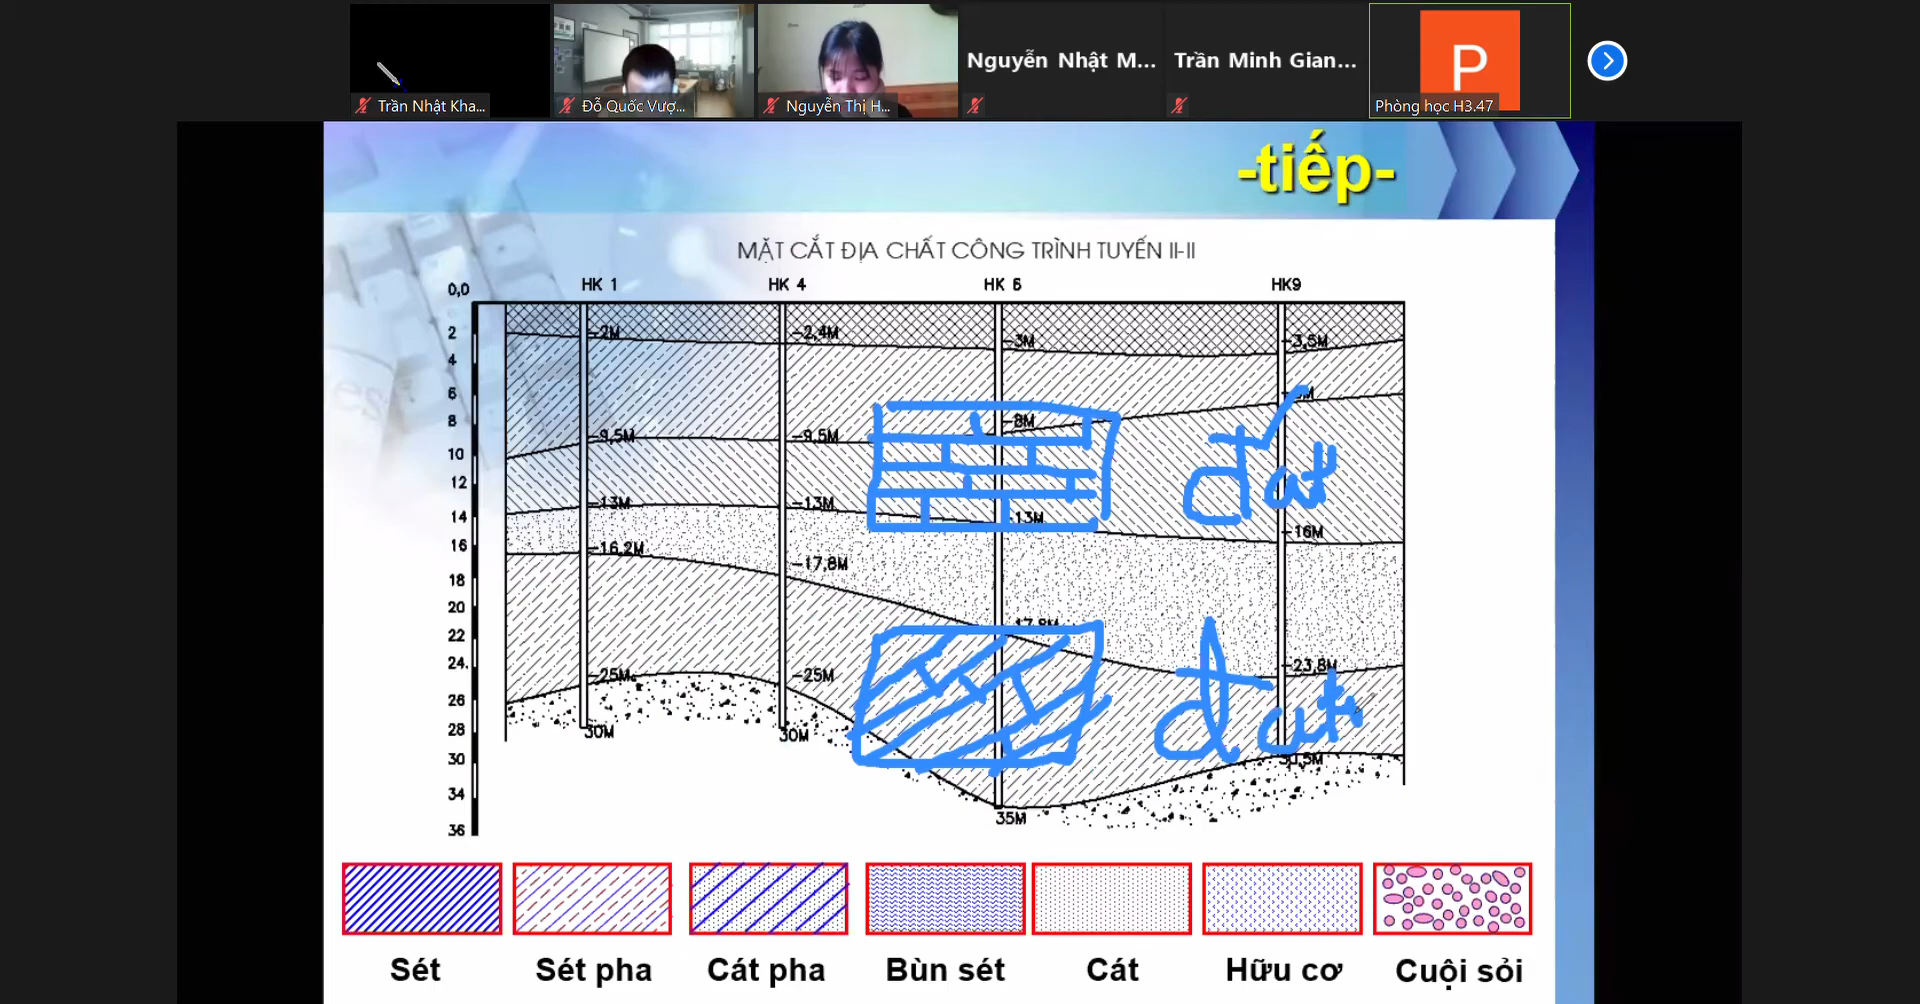 Trần Nhật Kha...
Đỗ Quốc Vượ...
Nguyễn Thị H...
Nguyễn Nhật M...
Trần Minh Gian...
P
Phòng học H3.47
-tiếp-
MẶT CẮT ĐỊA CHẤT CÔNG TRÌNH TUYẾN II-II
HK 1 HK 4 HK 6 HK9
0,0
2 -2M -2,4M -3M -3,5M
4
6
8 -8M
-9,5M -9,5M
10
12
-13M -13M -13M
14
16 -16,2M -16M
-17,8M
18
20
22 -17,8M
24. -25M -25M -23,8M
26
28
30M 30M
30 30,5M
34
35M
36
đất
Sét Sét pha Cát pha Bùn sét Cát Hữu cơ Cuội sỏi